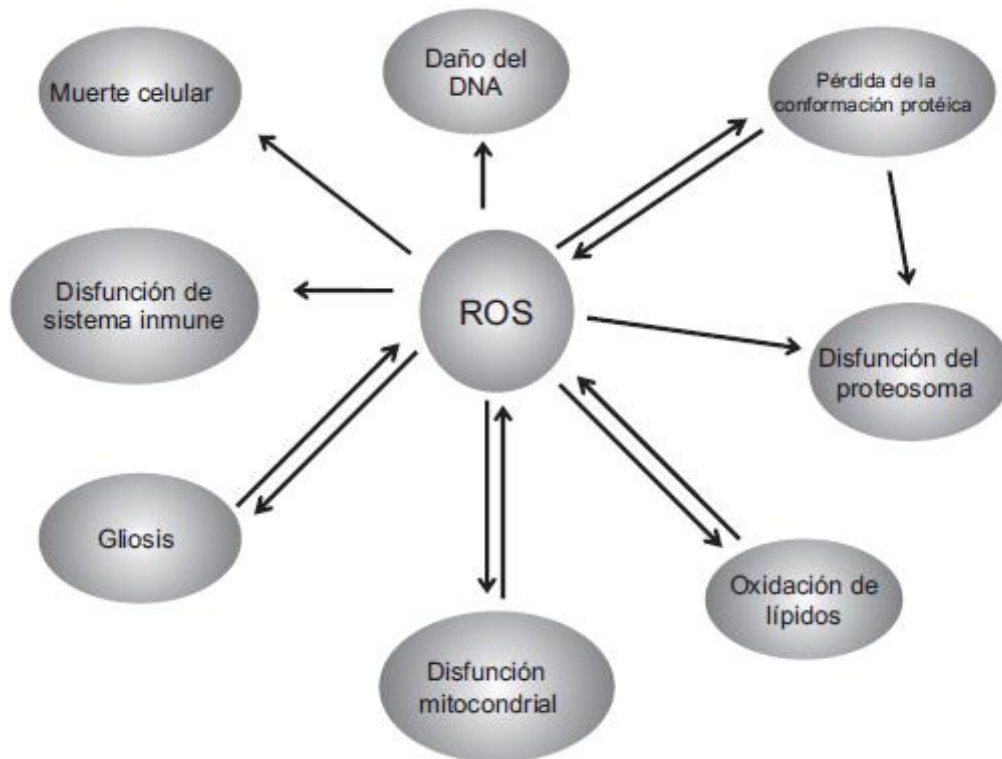 Muerte celular
Daño del
DNA
Pérdida de la
conformación protéica
Disfunción de
sistema inmune
ROS
Disfunción del
proteosoma
Gliosis
Oxidación de
lípidos
Disfunción
mitocondrial